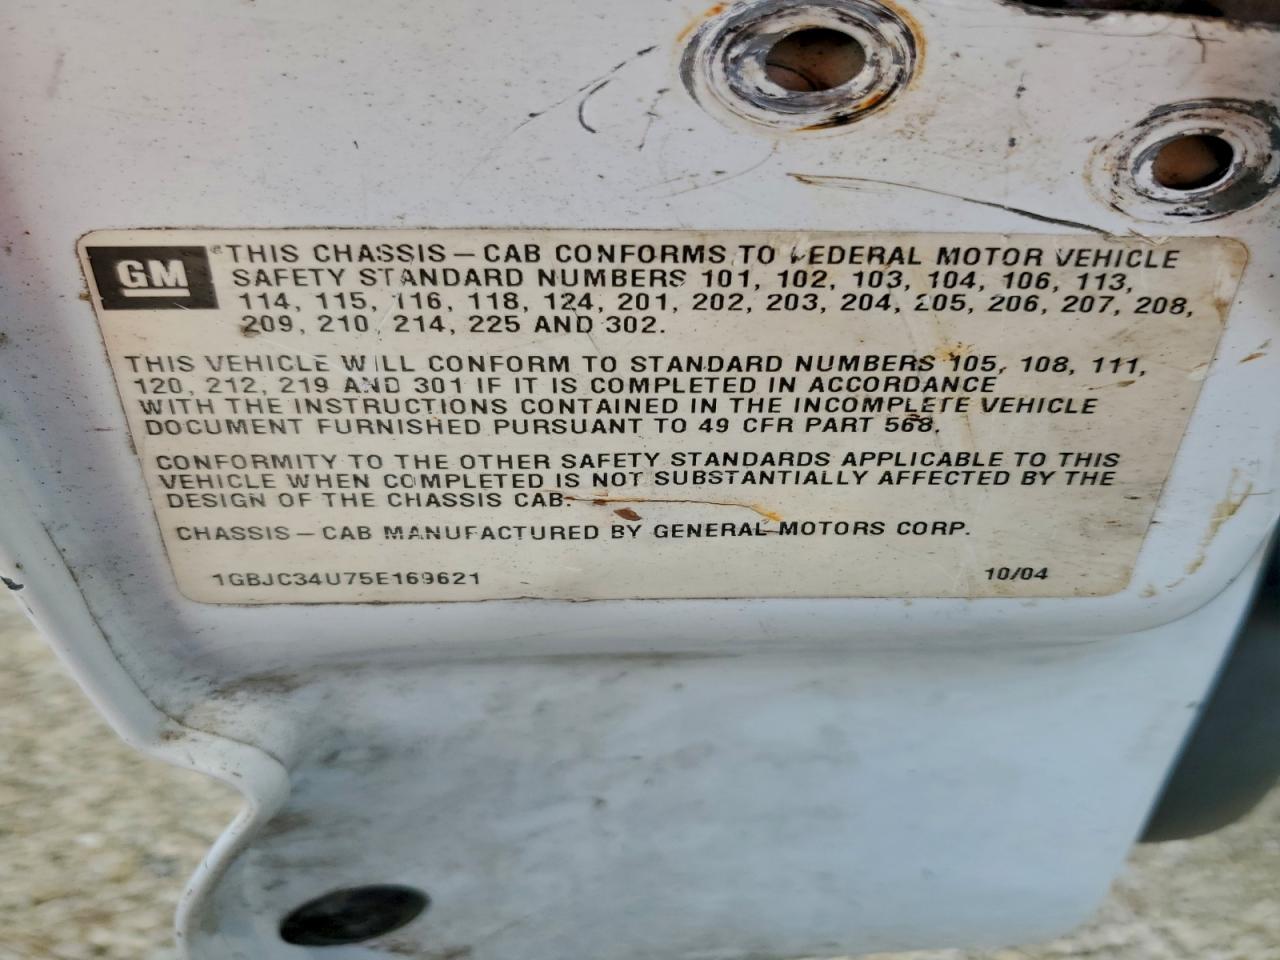 GM
® THIS CHASSIS – CAB CONFORMS TO FEDERAL MOTOR VEHICLE
SAFETY STANDARD NUMBERS 101, 102, 103, 104, 106, 113,
114, 115, 116, 118, 124, 201, 202, 203, 204, 205, 206, 207, 208,
209, 210, 214, 225 AND 302.
THIS VEHICLE WILL CONFORM TO STANDARD NUMBERS 105, 108, 111,
120, 212, 219 AND 301 IF IT IS COMPLETED IN ACCORDANCE
WITH THE INSTRUCTIONS CONTAINED IN THE INCOMPLETE VEHICLE
DOCUMENT FURNISHED PURSUANT TO 49 CFR PART 568.
CONFORMITY TO THE OTHER SAFETY STANDARDS APPLICABLE TO THIS
VEHICLE WHEN COMPLETED IS NOT SUBSTANTIALLY AFFECTED BY THE
DESIGN OF THE CHASSIS CAB.
CHASSIS – CAB MANUFACTURED BY GENERAL MOTORS CORP.
1GBJC34U75E169621 10/04